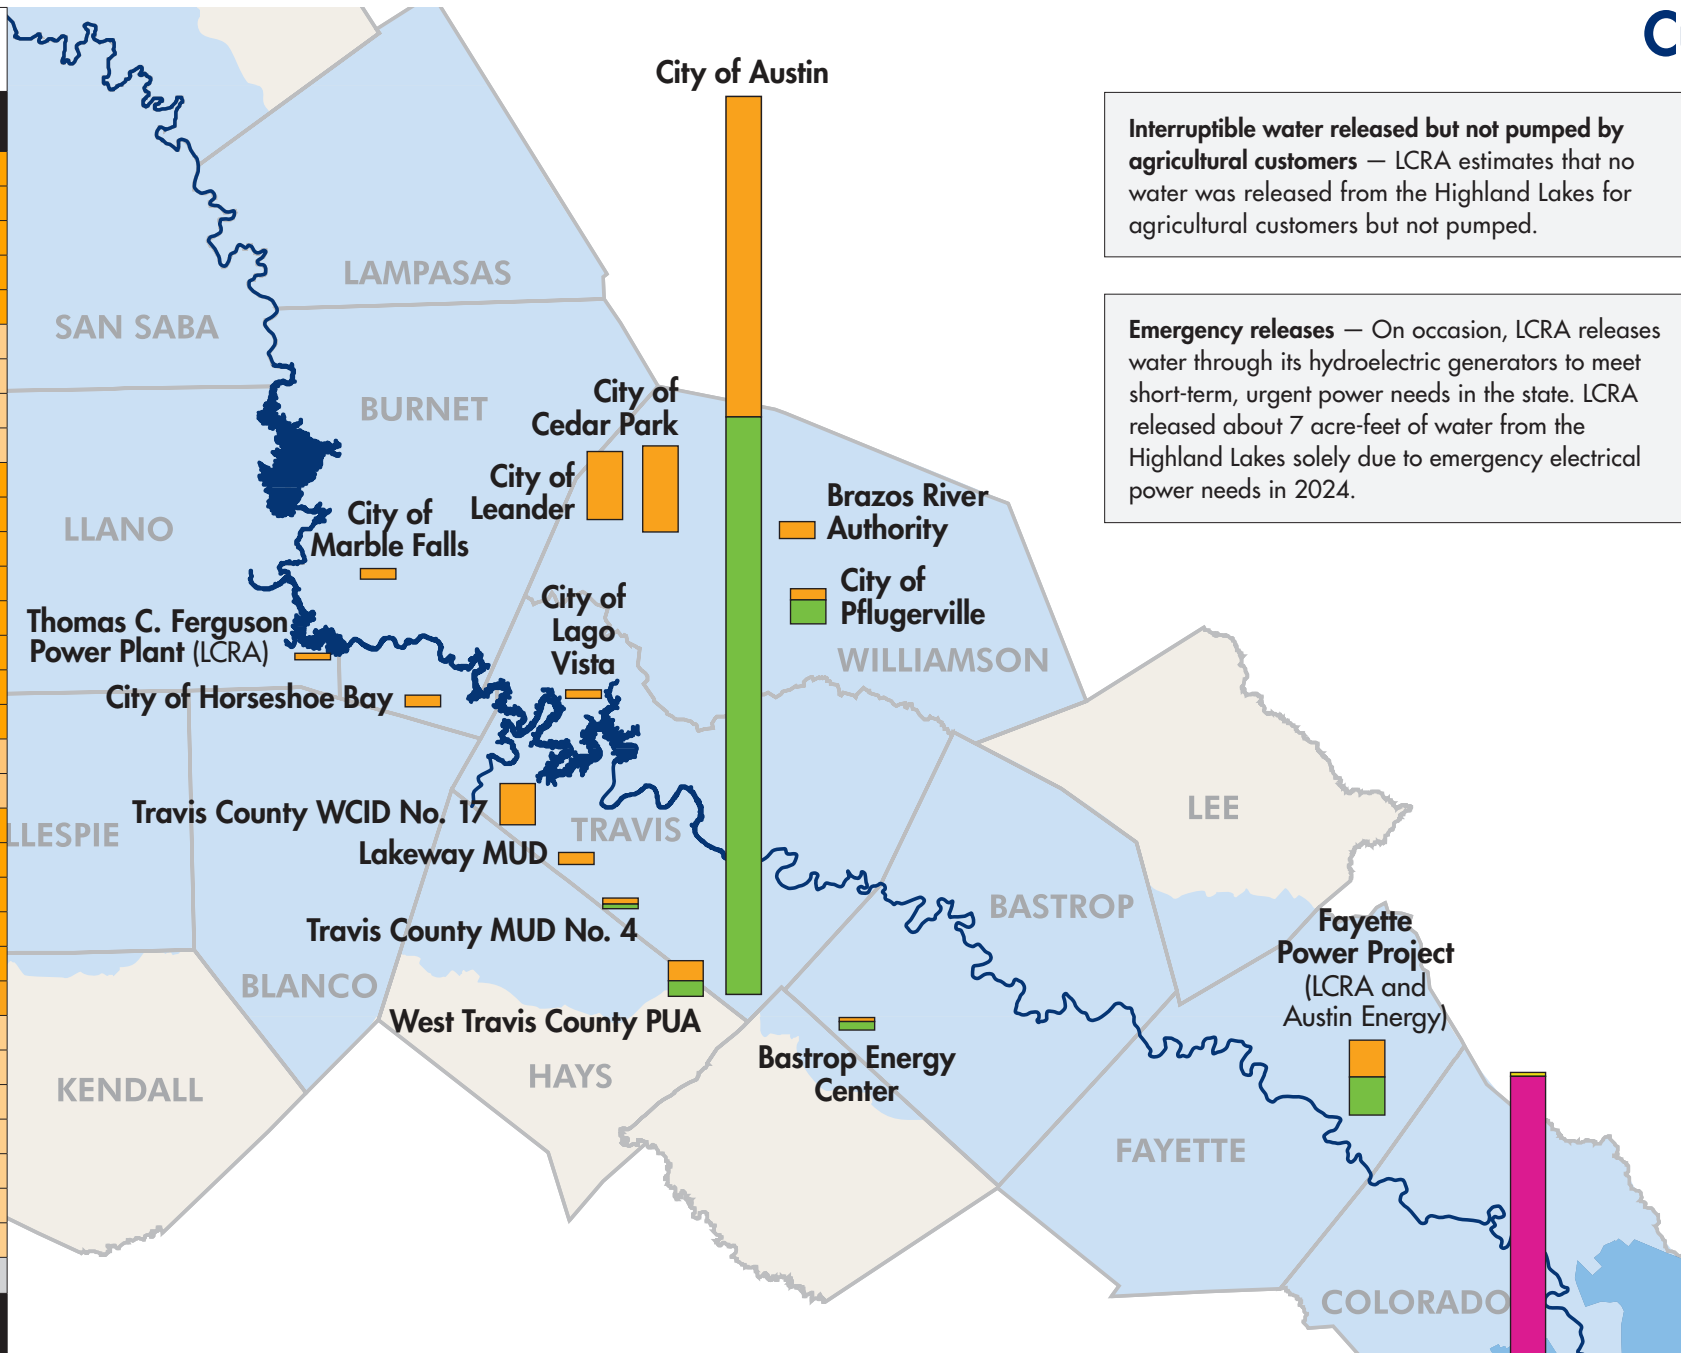 C
City of Austin
Interruptible water released but not pumped by
agricultural customers — LCRA estimates that no
water was released from the Highland Lakes for
agricultural customers but not pumped.
LAMPASAS
SAN SABA
Emergency releases — On occasion, LCRA releases
water through its hydroelectric generators to meet
short-term, urgent power needs in the state. LCRA
released about 7 acre-feet of water from the
Highland Lakes solely due to emergency electrical
power needs in 2024.
BURNET
City of
Cedar Park
City of
Leander
Brazos River
Authority
LLANO
City of
Marble Falls
City of
Pflugerville
City of
Lago
Vista
Thomas C. Ferguson
Power Plant (LCRA)
WILLIAMSON
City of Horseshoe Bay
Travis County WCID No. 17
TRAVIS
LEE
LLESPIE
Lakeway MUD
BASTROP
Travis County MUD No. 4
Fayette
Power Project
(LCRA and
Austin Energy)
BLANCO
West Travis County PUA
Bastrop Energy
Center
HAYS
KENDALL
FAYETTE
COLORADO